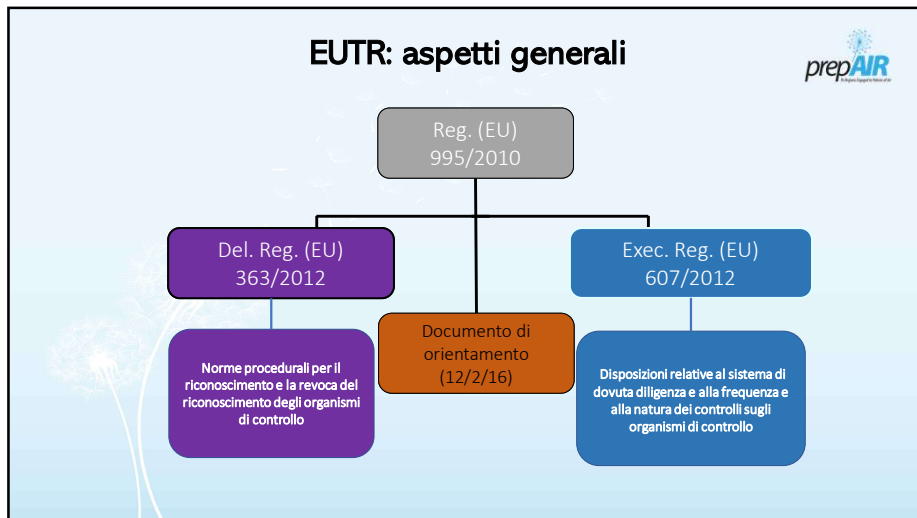 EUTR: aspetti generali
prepAIR
Reg. (EU)
995/2010
Del. Reg. (EU)
363/2012
Exec. Reg. (EU)
607/2012
Documento di
orientamento
(12/2/16)
Norme procedurali per il
riconoscimento e la revoca del
riconoscimento degli organismi
di controllo
Disposizioni relative al sistema di
dovuta diligenza e alla frequenza e
alla natura dei controlli sugli
organismi di controllo